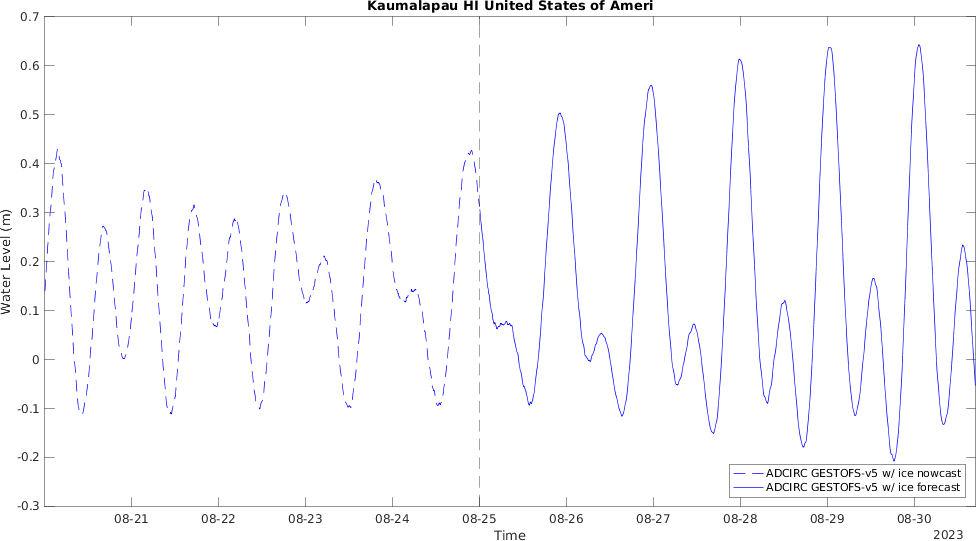 Kaumalapau HI United States of Ameri
0.7
0.6
0.5
0.4
0.3
0.2
0.1
0
-0.1
-0.2
-0.3
Water Level (m)
ADCIRC GESTOFS-v5 w/ ice nowcast
ADCIRC GESTOFS-v5 w/ ice forecast
08-21 08-22 08-23 08-24 08-25 08-26 08-27 08-28 08-29 08-30
Time
2023